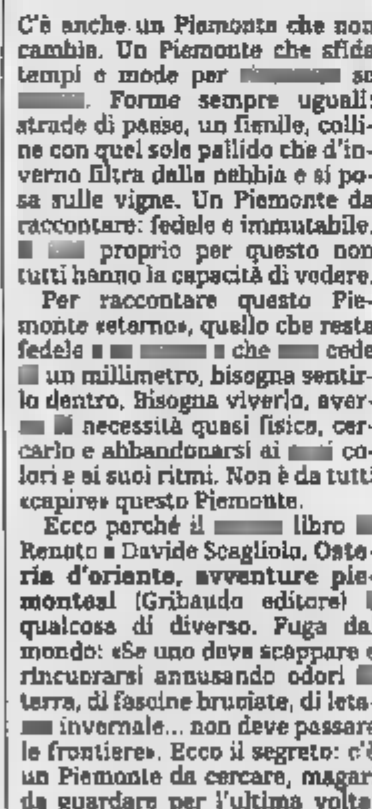 C'è anche un Piemonte che non
cambia. Un Piemonte che sfida
tempi e mode per
. Forme sempre uguali:
strade di paese, un fienile, colli-
ne con quel sole pallido che d'in-
verno filtra dalla nebbia e si po-
sa sulle vigne. Un Piemonte da
raccontare: fedele e immutabile.
proprio per questo non
tutti hanno la capacità di vedere.
Per raccontare questo Pie-
monte «eterno», quello che resta
fedele che cede
un millimetro, bisogna sentir-
lo dentro. Bisogna viverlo, aver-
necessità quasi fisica, cer-
carlo e abbandonarsi ai co-
lori e ai suoi ritmi. Non è da tutti
«capire» questo Piemonte.
Ecco perché il libro
Renato e Davide Scagliola, Oste-
ria d'oriente, avventure pie-
montesi (Gribaudo editore)
qualcosa di diverso. Fuga da
mondo: «Se uno deve scappare e
rincuorarsi annusando odori
terra, di fascine bruciate, di leta-
invernale... non deve passare
le frontiere». Ecco il segreto: c'è
un Piemonte da cercare, magar
da guardare per l'ultima volta